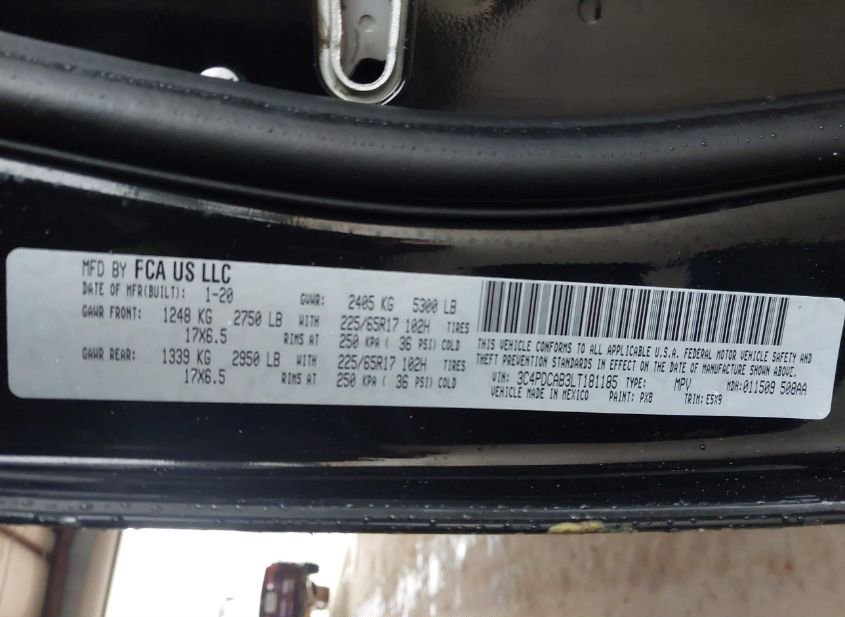 MFD BY FCA US LLC
DATE OF MFR(BUILT): 1-20 GVWR: 2405 KG 5300 LB
GAWR FRONT: 1248 KG 2750 LB WITH 225/65R17 102H TIRES
17X6.5 RIMS AT 250 KPA ( 36 PSI) COLD
GAWR REAR: 1339 KG 2950 LB WITH 225/65R17 102H TIRES
17X6.5 RIMS AT 250 KPA ( 36 PSI) COLD
THIS VEHICLE CONFORMS TO ALL APPLICABLE U.S.A. FEDERAL MOTOR VEHICLE SAFETY AND
THEFT PREVENTION STANDARDS IN EFFECT ON THE DATE OF MANUFACTURE SHOWN ABOVE.
VIN: 3C4PDCAB3LT181185 TYPE: MPV MDH:011509 508AA
VEHICLE MADE IN MEXICO PAINT: PX8 TRIM: E5X9